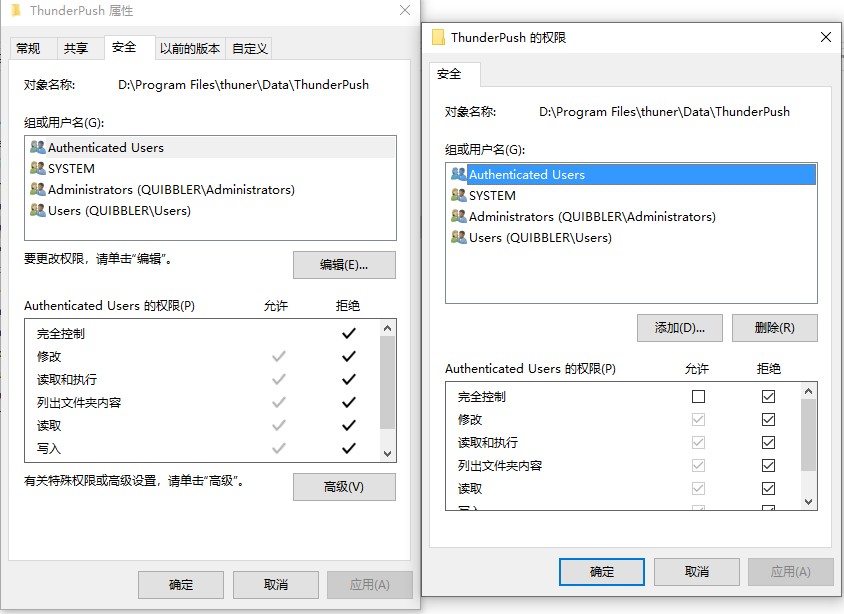 ThunderPush 属性
常规 共享 安全 以前的版本 自定义
对象名称: D:\Program Files\thuner\Data\ThunderPush
组或用户名(G):
Authenticated Users
SYSTEM
Administrators (QUIBBLER\Administrators)
Users (QUIBBLER\Users)
要更改权限，请单击“编辑”。
编辑(E)...
Authenticated Users 的权限(P) 允许 拒绝
完全控制
修改
读取和执行
列出文件夹内容
读取
写入
有关特殊权限或高级设置，请单击“高级”。
高级(V)
确定 取消 应用(A)
ThunderPush 的权限
安全
对象名称: D:\Program Files\thuner\Data\ThunderPush
组或用户名(G):
Authenticated Users
SYSTEM
Administrators (QUIBBLER\Administrators)
Users (QUIBBLER\Users)
添加(D)... 删除(R)
Authenticated Users 的权限(P) 允许 拒绝
完全控制
修改
读取和执行
列出文件夹内容
读取
确定 取消 应用(A)